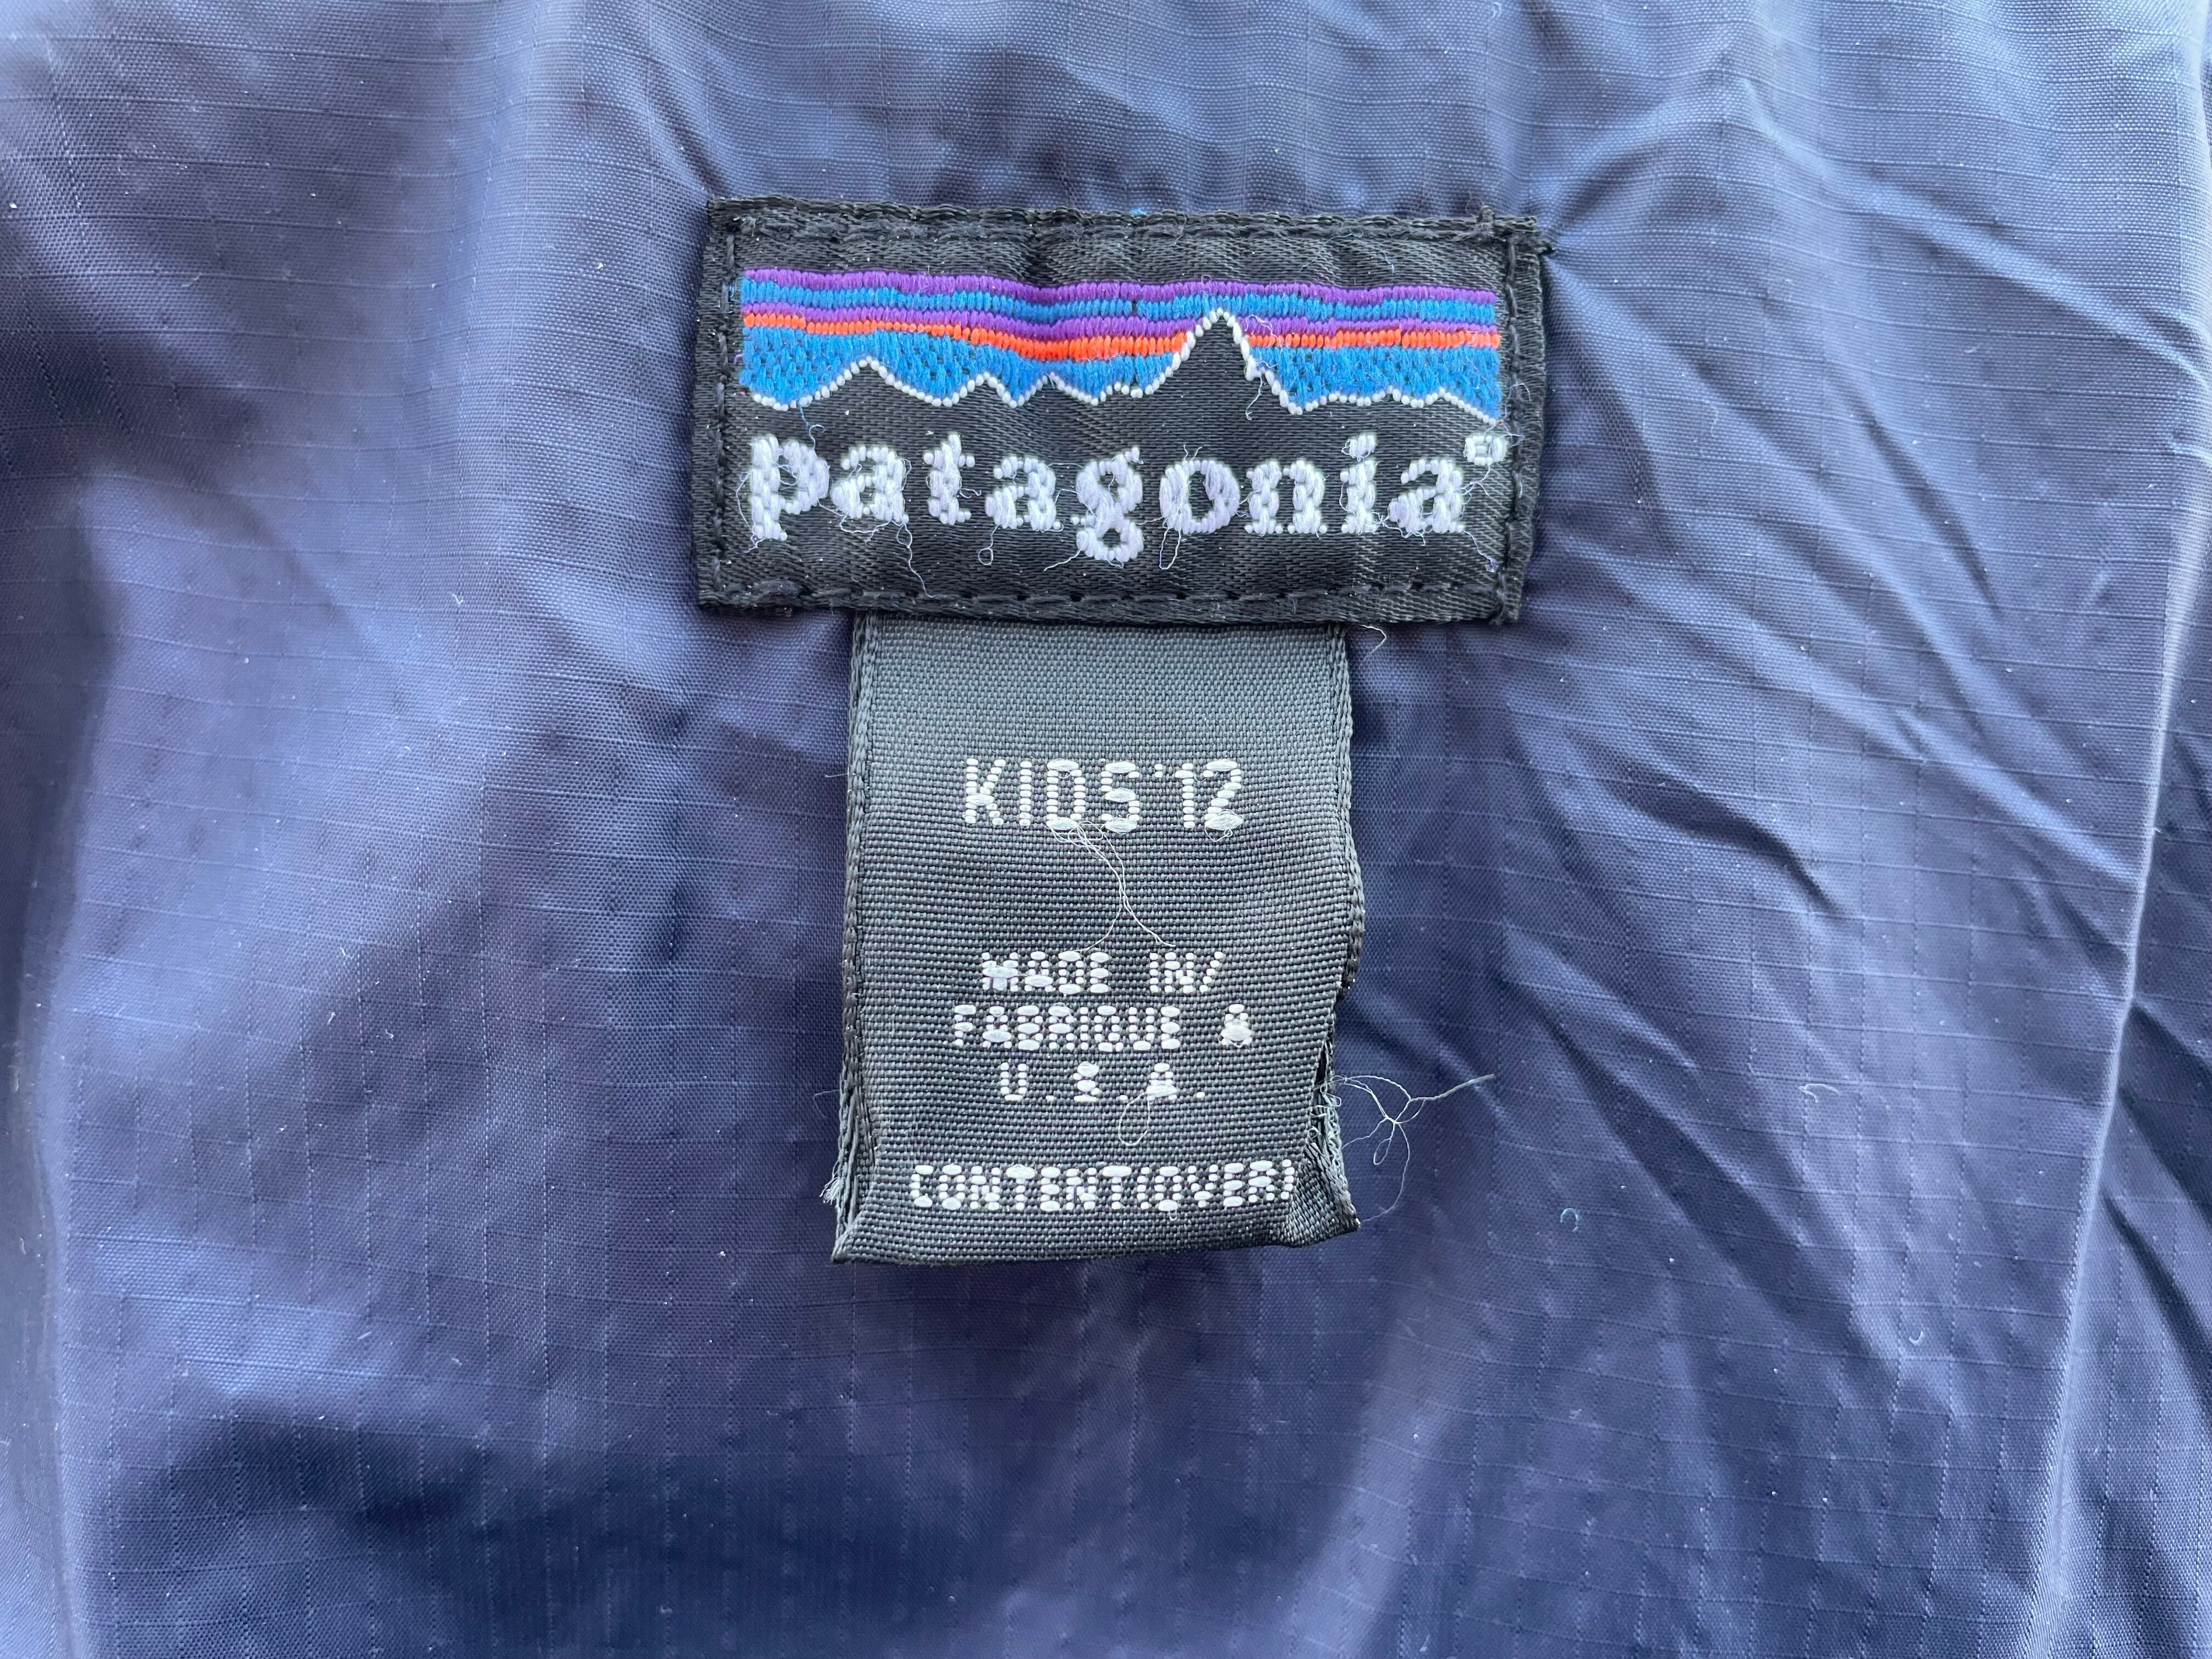 patagonia®
KIDS'12
MADE IN/
FABRIQUE A
U.S.A.
CONTENT(OVER)